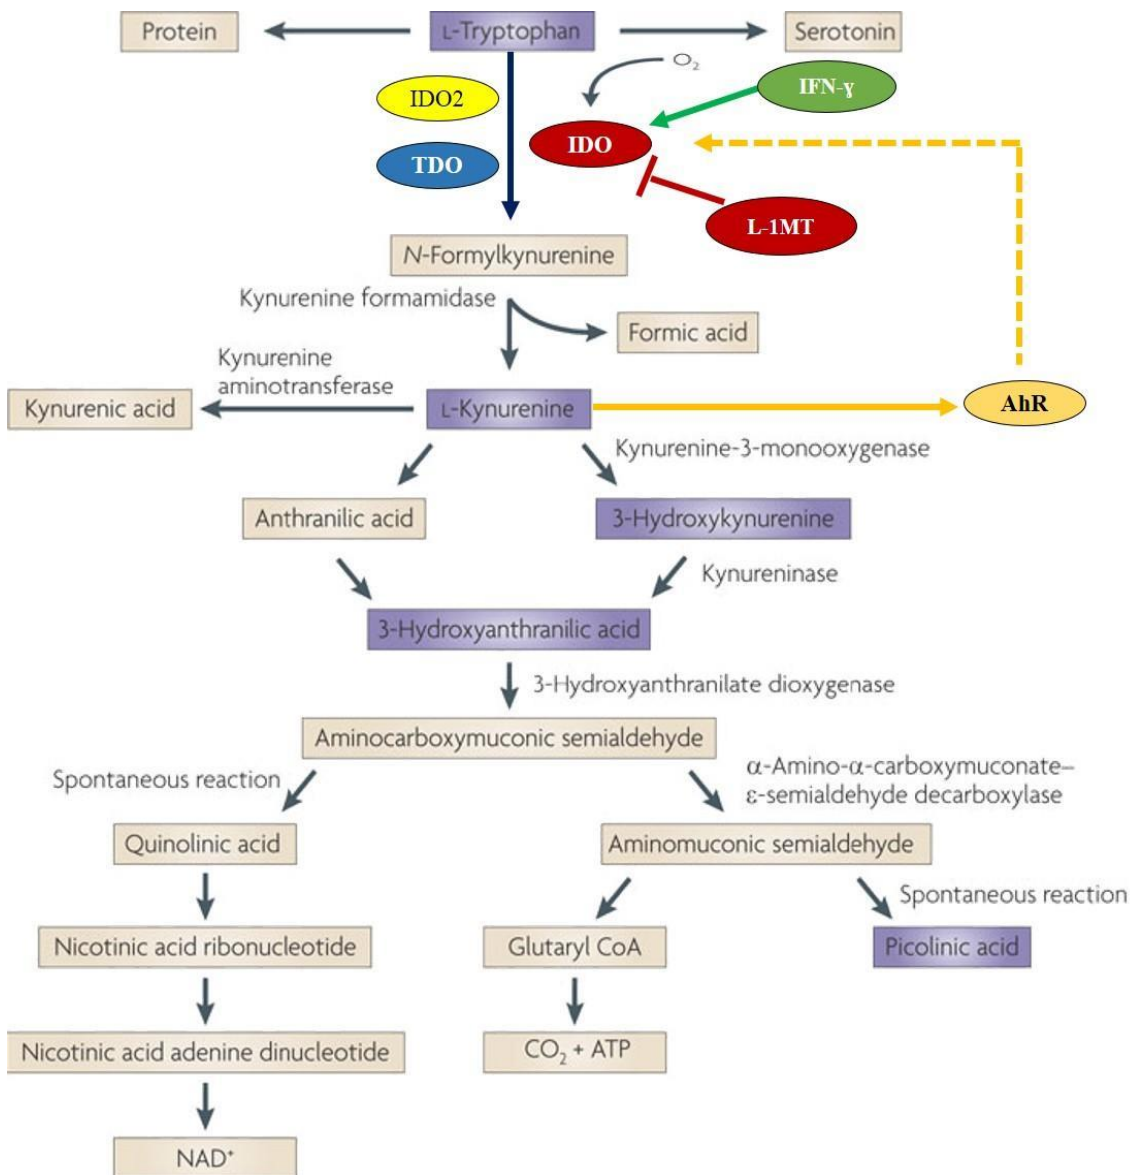 Protein
L-Tryptophan
Serotonin
O₂
IDO2
IFN-ɣ
IDO
TDO
L-1MT
N-Formylkynurenine
Kynurenine formamidase
Formic acid
Kynurenine
aminotransferase
Kynurenic acid
L-Kynurenine
AhR
Kynurenine-3-monooxygenase
Anthranilic acid
3-Hydroxykynurenine
Kynureninase
3-Hydroxyanthranilic acid
3-Hydroxyanthranilate dioxygenase
Aminocarboxymuconic semialdehyde
Spontaneous reaction
α-Amino-α-carboxymuconate–
ε-semialdehyde decarboxylase
Quinolinic acid
Aminomuconic semialdehyde
Spontaneous reaction
Nicotinic acid ribonucleotide
Glutaryl CoA
Picolinic acid
Nicotinic acid adenine dinucleotide
CO₂ + ATP
NAD⁺